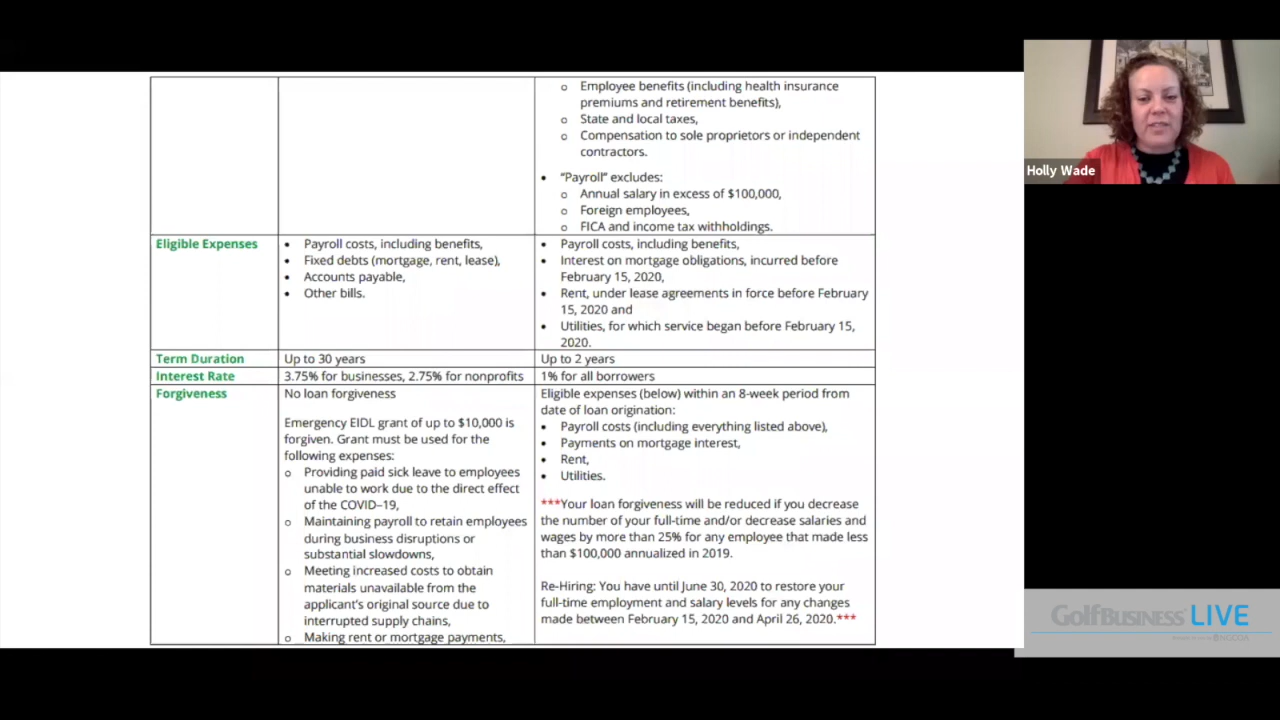 Employee benefits (including health insurance
premiums and retirement benefits),
State and local taxes,
Compensation to sole proprietors or independent
contractors.
"Payroll" excludes:
Annual salary in excess of $100,000,
Foreign employees,
FICA and income tax withholdings.
Eligible Expenses
Payroll costs, including benefits,
Fixed debts (mortgage, rent, lease),
Accounts payable,
Other bills.
Payroll costs, including benefits,
Interest on mortgage obligations, incurred before
February 15, 2020,
Rent, under lease agreements in force before February
15, 2020 and
Utilities, for which service began before February 15,
2020.
Term Duration
Up to 30 years
Up to 2 years
Interest Rate
3.75% for businesses, 2.75% for nonprofits
1% for all borrowers
Forgiveness
No loan forgiveness
Emergency EIDL grant of up to $10,000 is
forgiven. Grant must be used for the
following expenses:
Providing paid sick leave to employees
unable to work due to the direct effect
of the COVID–19,
Maintaining payroll to retain employees
during business disruptions or
substantial slowdowns,
Meeting increased costs to obtain
materials unavailable from the
applicant's original source due to
interrupted supply chains,
Making rent or mortgage payments,
Eligible expenses (below) within an 8-week period from
date of loan origination:
Payroll costs (including everything listed above),
Payments on mortgage interest,
Rent,
Utilities.
***Your loan forgiveness will be reduced if you decrease
the number of your full-time and/or decrease salaries and
wages by more than 25% for any employee that made less
than $100,000 annualized in 2019.
Re-Hiring: You have until June 30, 2020 to restore your
full-time employment and salary levels for any changes
made between February 15, 2020 and April 26, 2020.***
Holly Wade
GOLFBUSINESS LIVE
NGCOA